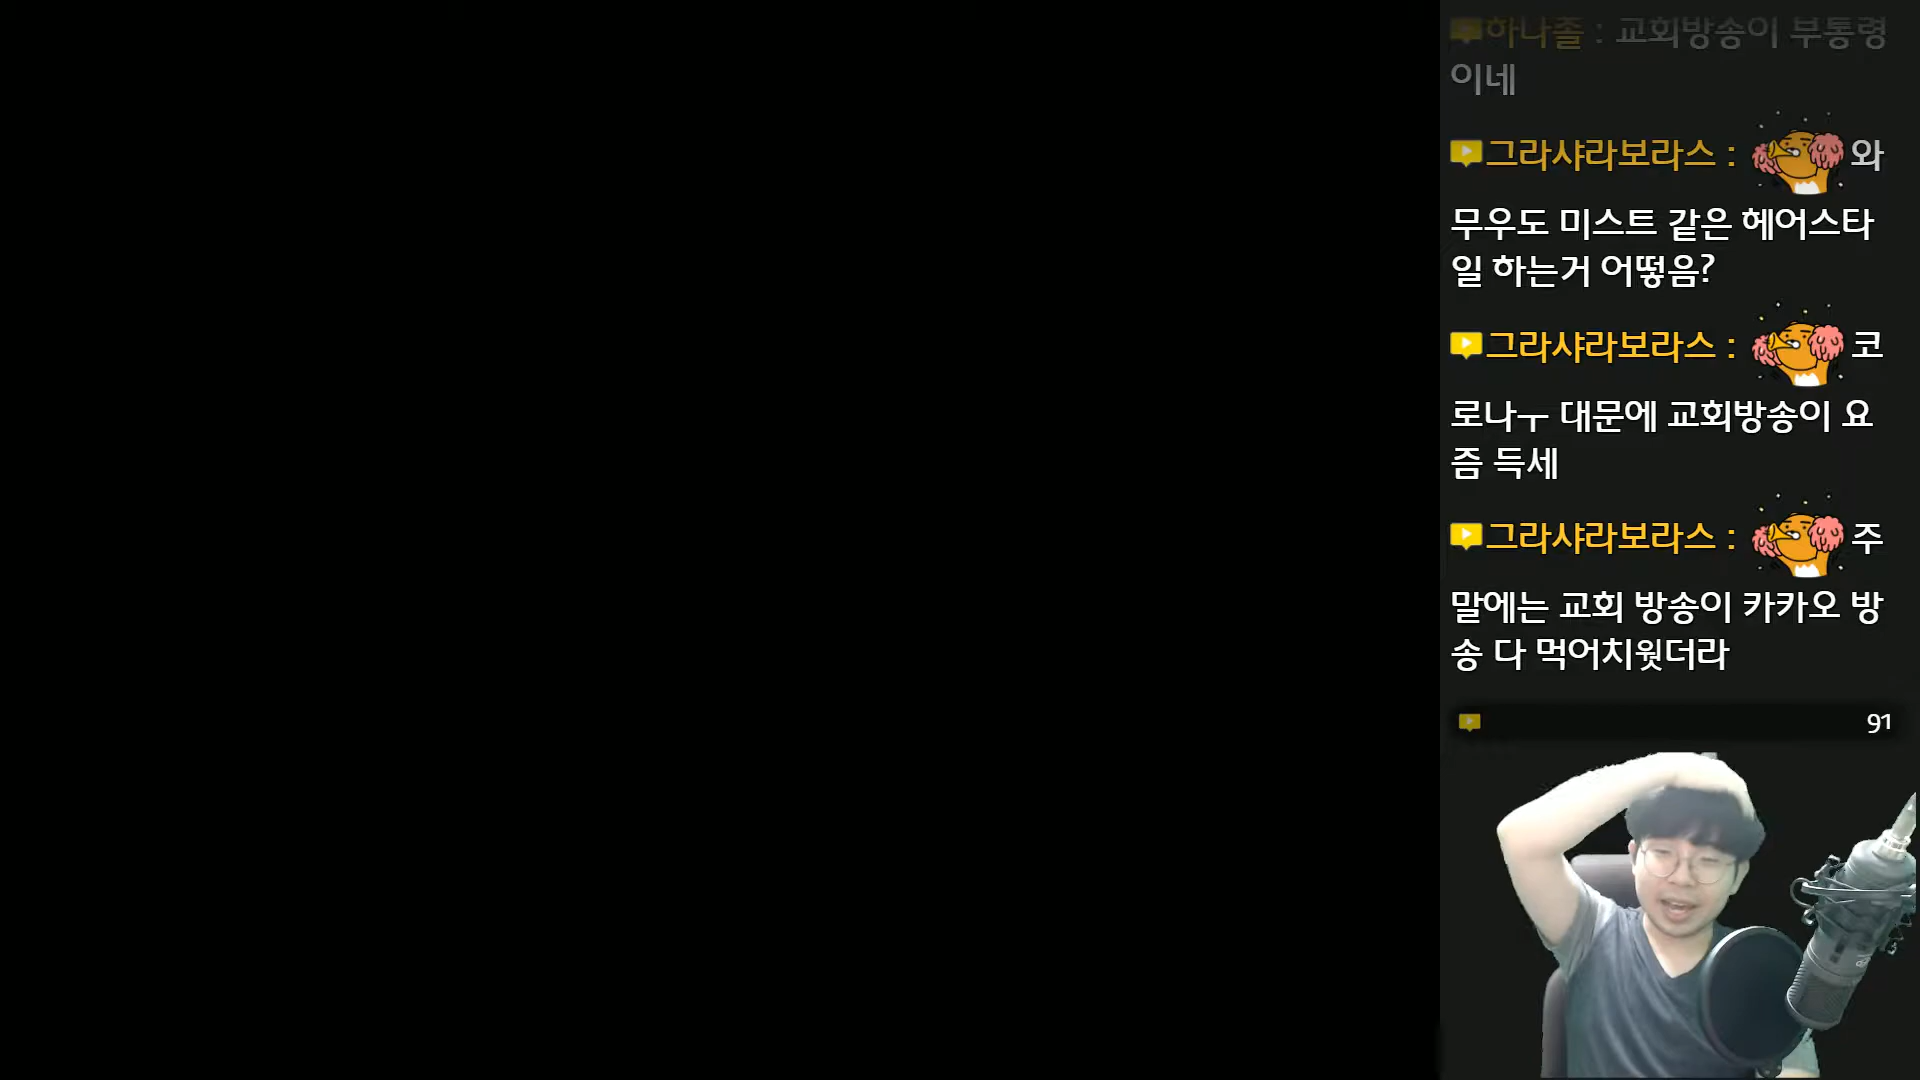 하나졸 : 교회방송이 부통령
이네
그라샤라보라스 : 와
무우도 미스트 같은 헤어스타
일 하는거 어떻음?
그라샤라보라스 : 코
로나ㅜ 대문에 교회방송이 요
즘 득세
그라샤라보라스 : 주
말에는 교회 방송이 카카오 방
송 다 먹어치웟더라
91